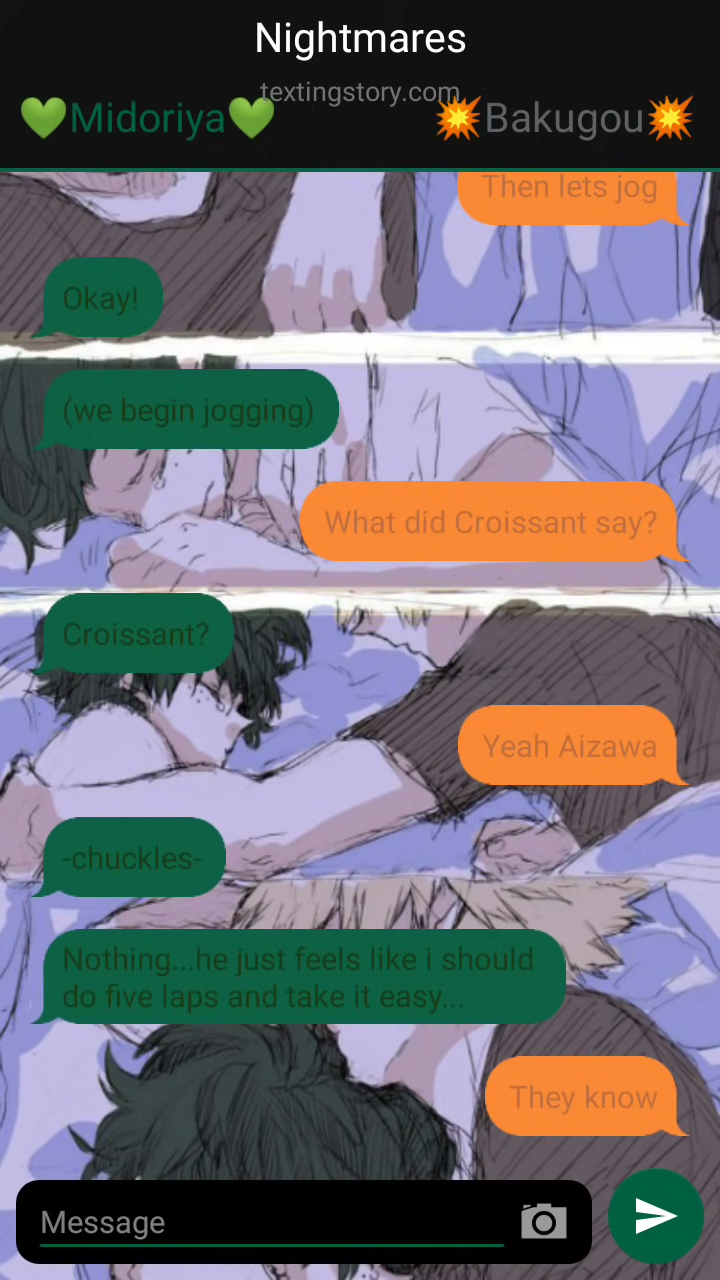 Nightmares
textingstory.com
💚Midoriya💚
💥Bakugou💥
Then lets jog
Okay!
(we begin jogging)
What did Croissant say?
Croissant?
Yeah Aizawa
-chuckles-
Nothing...he just feels like i should
do five laps and take it easy...
They know
Message